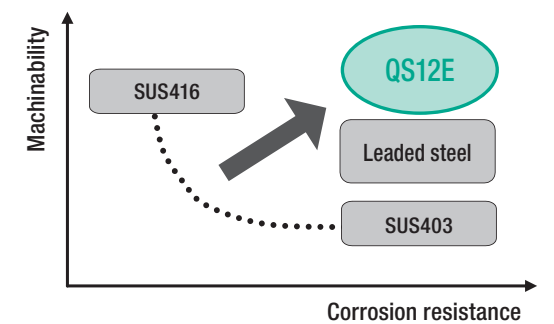 Machinability
QS12E
SUS416
Leaded steel
SUS403
Corrosion resistance